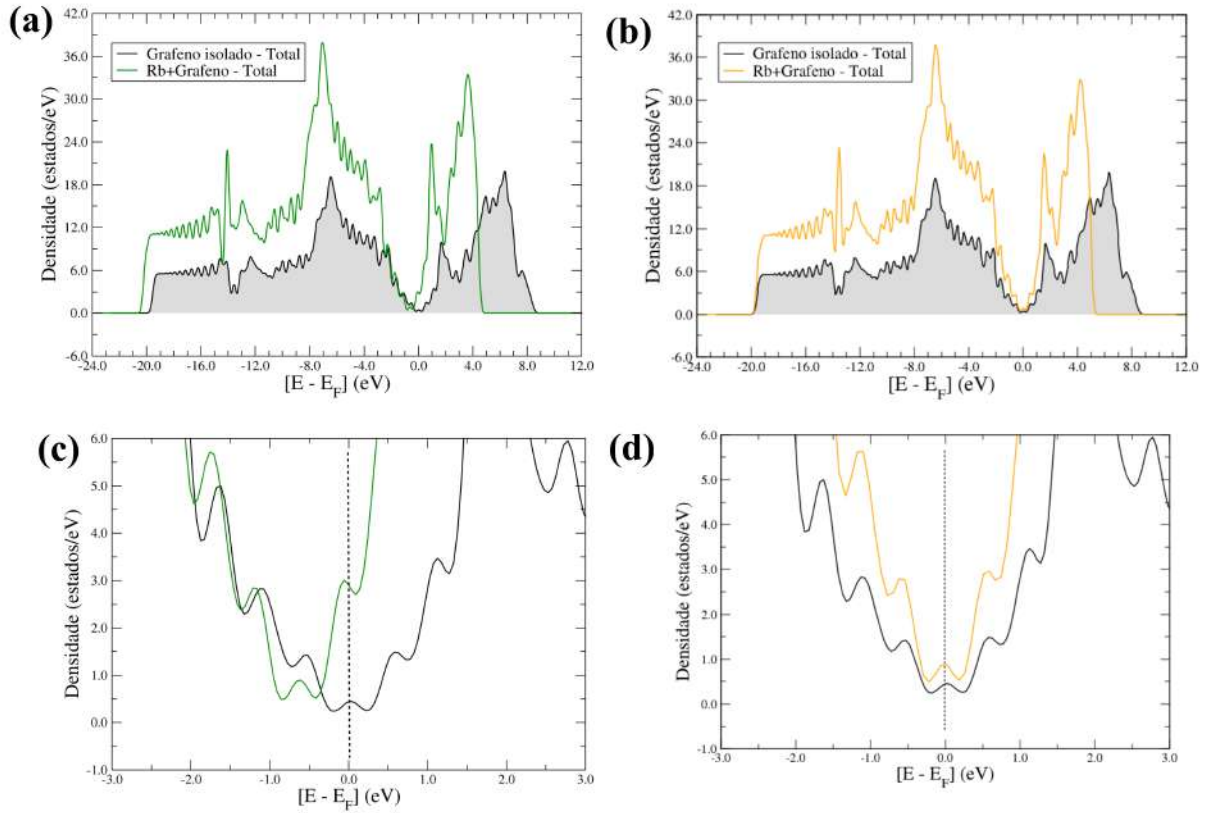 (a)
42.0
36.0
30.0
24.0
18.0
12.0
6.0
0.0
-6.0
Densidade (estados/eV)
Grafeno isolado - Total
Rb+Grafeno - Total
-24.0 -20.0 -16.0 -12.0 -8.0 -4.0 0.0 4.0 8.0 12.0
[E - E_F] (eV)
(b)
42.0
36.0
30.0
24.0
18.0
12.0
6.0
0.0
-6.0
Densidade (estados/eV)
Grafeno isolado - Total
Rb+Grafeno - Total
-24.0 -20.0 -16.0 -12.0 -8.0 -4.0 0.0 4.0 8.0 12.0
[E - E_F] (eV)
(c)
6.0
5.0
4.0
3.0
2.0
1.0
0.0
-1.0
Densidade (estados/eV)
-3.0 -2.0 -1.0 0.0 1.0 2.0 3.0
[E - E_F] (eV)
(d)
6.0
5.0
4.0
3.0
2.0
1.0
0.0
-1.0
Densidade (estados/eV)
-3.0 -2.0 -1.0 0.0 1.0 2.0 3.0
[E - E_F] (eV)